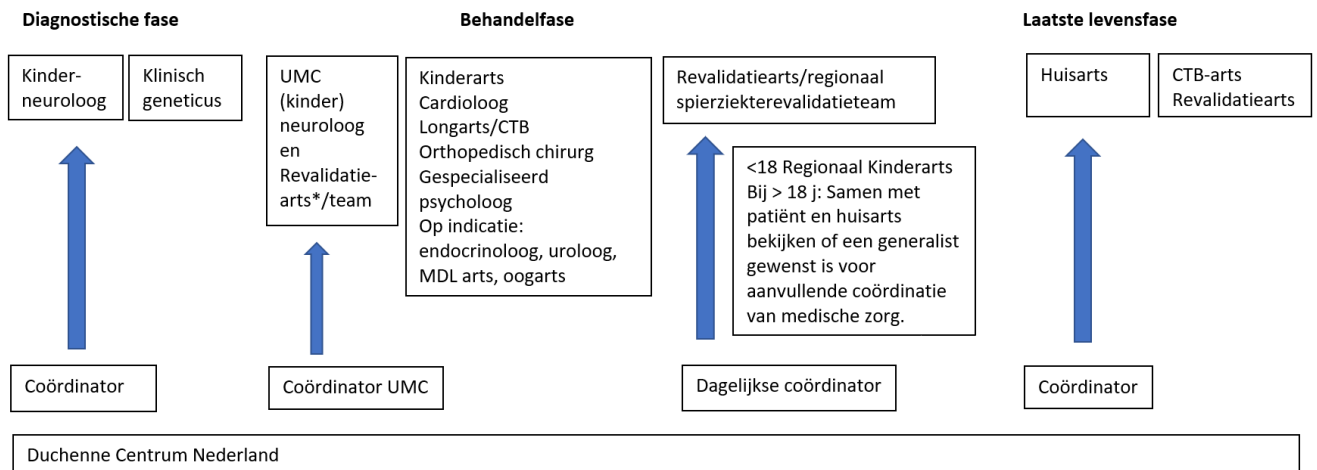 Diagnostische fase
Behandelfase
Laatste levensfase
Kinder-
neuroloog
Klinisch
geneticus
UMC
(kinder)
neuroloog
en
Revalidatie-
arts*/team
Kinderarts
Cardioloog
Longarts/CTB
Orthopedisch chirurg
Gespecialiseerd
psycholoog
Op indicatie:
endocrinoloog, uroloog,
MDL arts, oogarts
Revalidatiearts/regionaal
spierziekterevalidatieteam
<18 Regionaal Kinderarts
Bij > 18 j: Samen met
patiënt en huisarts
bekijken of een generalist
gewenst is voor
aanvullende coördinatie
van medische zorg.
Huisarts
CTB-arts
Revalidatiearts
Coördinator
Coördinator UMC
Dagelijkse coördinator
Coördinator
Duchenne Centrum Nederland